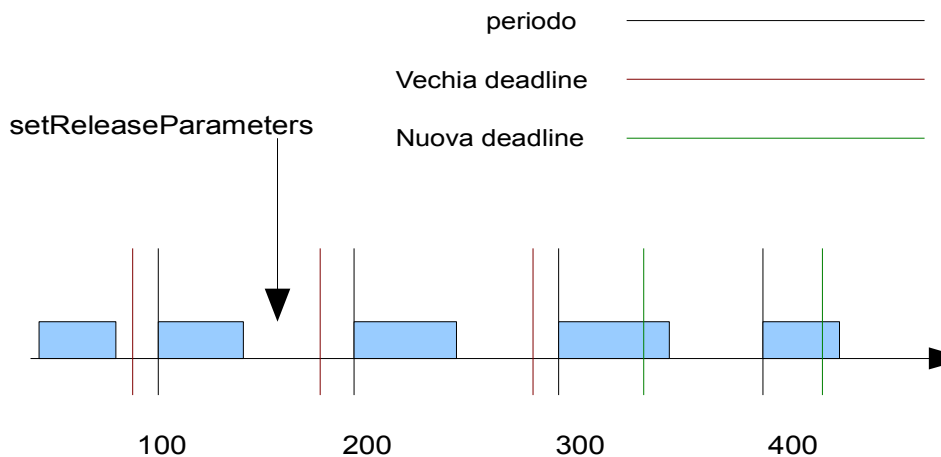 periodo
Vechia deadline
setReleaseParameters
Nuova deadline
100
200
300
400